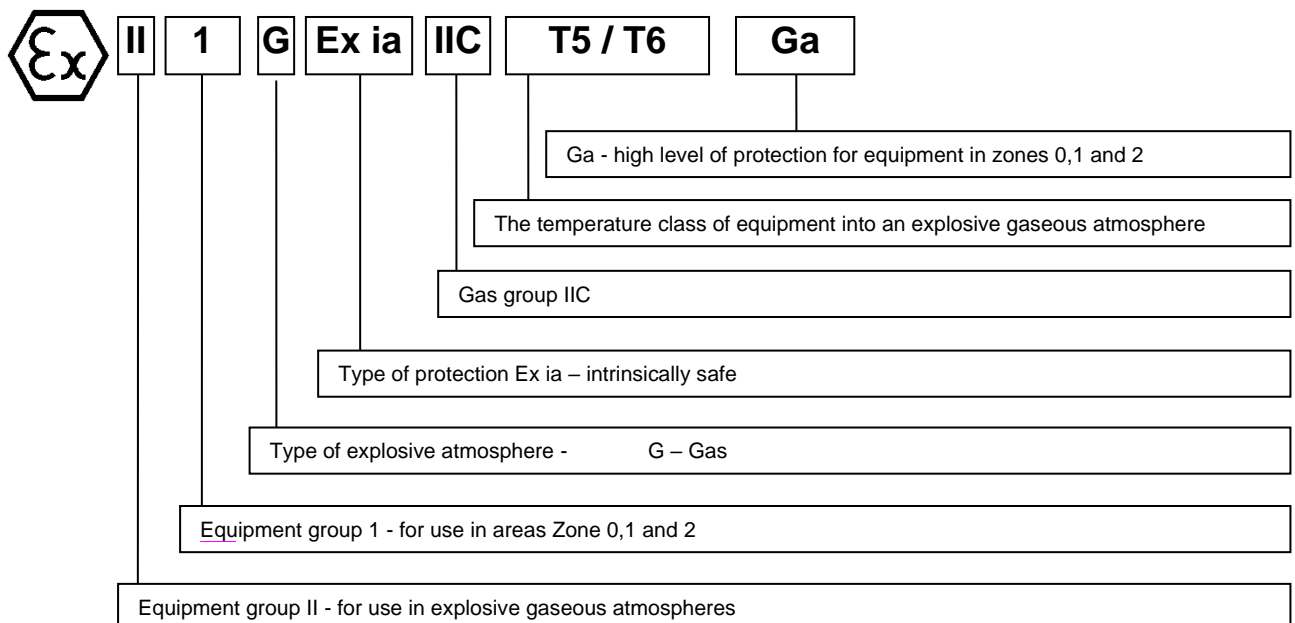 Ex II 1 G Ex ia IIC T5 / T6 Ga
Ga - high level of protection for equipment in zones 0,1 and 2
The temperature class of equipment into an explosive gaseous atmosphere
Gas group IIC
Type of protection Ex ia – intrinsically safe
Type of explosive atmosphere - G – Gas
Equipment group 1 - for use in areas Zone 0,1 and 2
Equipment group II - for use in explosive gaseous atmospheres